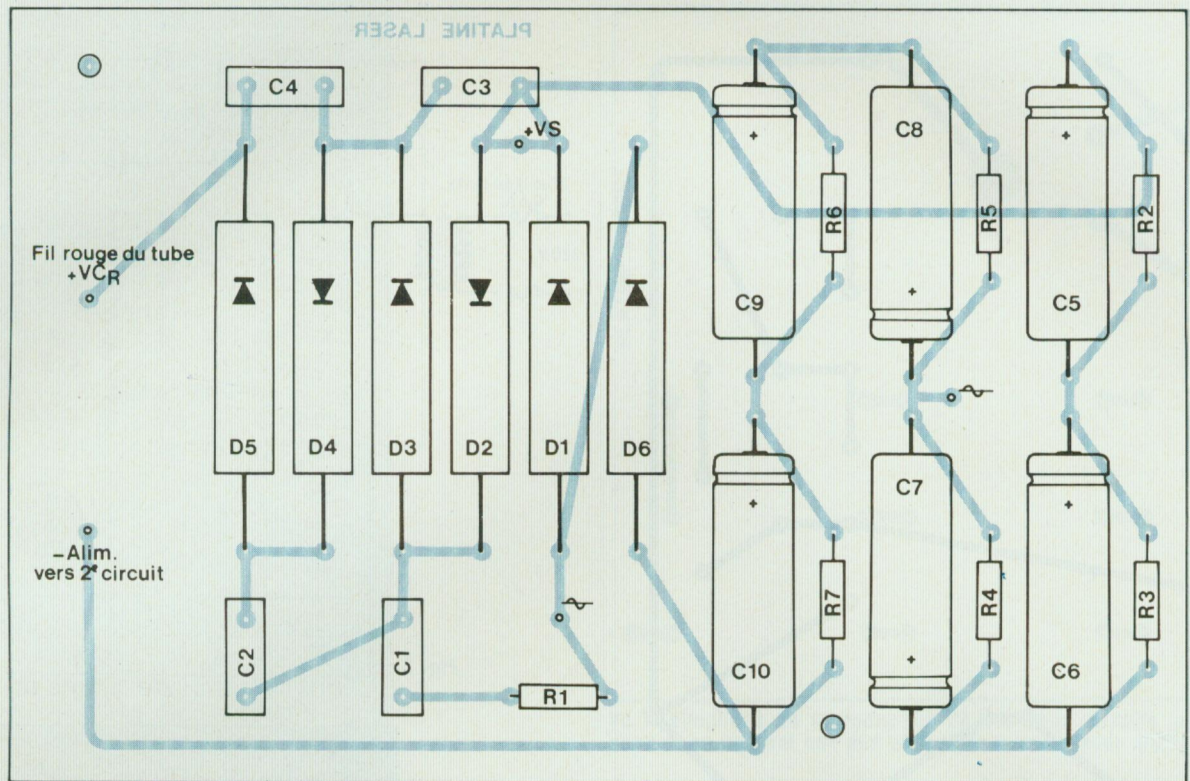 PLATINE LASER
C4
C3
+VS
C9
C8
C5
R6
R5
R2
Fil rouge du tube
+VCR
D5
D4
D3
D2
D1
D6
-Alim.
vers 2e circuit
C2
C1
R1
C10
C7
C6
R7
R4
R3
+
+
+
+
+
+